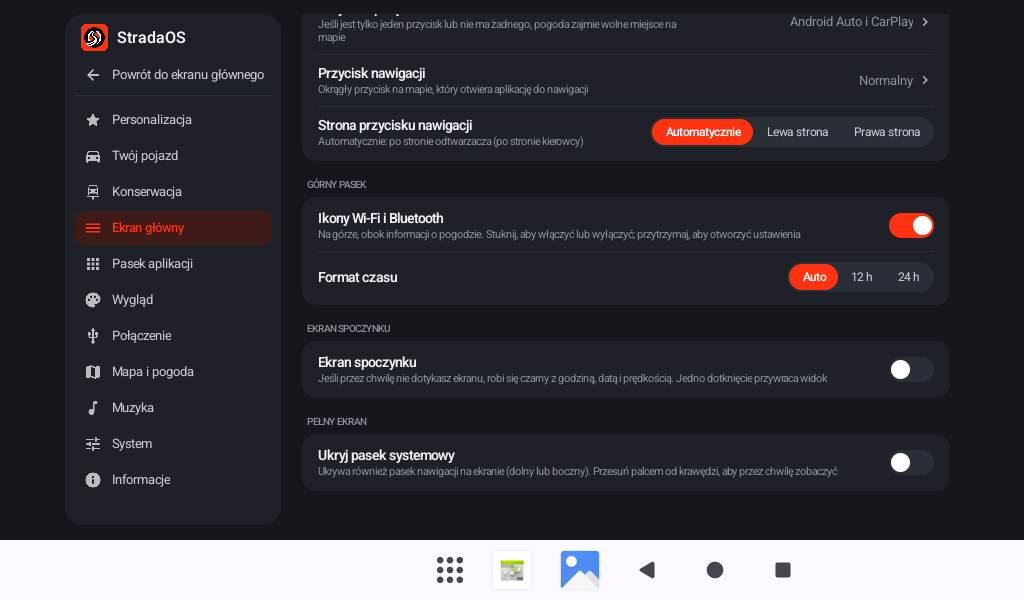 StradaOS
Powrót do ekranu głównego
Personalizacja
Twój pojazd
Konserwacja
Ekran główny
Pasek aplikacji
Wygląd
Połączenie
Mapa i pogoda
Muzyka
System
Informacje
Jeśli jest tylko jeden przycisk lub nie ma żadnego, pogoda zajmie wolne miejsce na
mapie
Android Auto i CarPlay
Przycisk nawigacji
Okrągły przycisk na mapie, który otwiera aplikację do nawigacji
Normalny
Strona przycisku nawigacji
Automatycznie: po stronie odtwarzacza (po stronie kierowcy)
Automatycznie Lewa strona Prawa strona
GÓRNY PASEK
Ikony Wi-Fi i Bluetooth
Na górze, obok informacji o pogodzie. Stuknij, aby włączyć lub wyłączyć; przytrzymaj, aby otworzyć ustawienia
Format czasu
Auto 12 h 24 h
EKRAN SPOCZYNKU
Ekran spoczynku
Jeśli przez chwilę nie dotykasz ekranu, robi się czarny z godziną, datą i prędkością. Jedno dotknięcie przywraca widok
PEŁNY EKRAN
Ukryj pasek systemowy
Ukrywa również pasek nawigacji na ekranie (dolny lub boczny). Przesuń palcem od krawędzi, aby przez chwilę zobaczyć